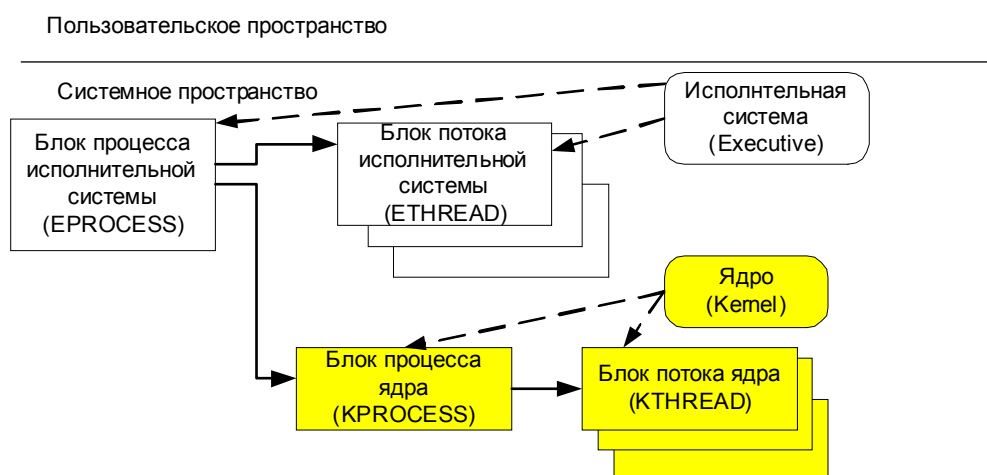 Пользовательское пространство
Системное пространство
Исполнтельная
система
(Executive)
Блок процесса
исполнительной
системы
(EPROCESS)
Блок потока
исполнительной
системы
(ETHREAD)
Ядро
(Kernel)
Блок процесса
ядра
(KPROCESS)
Блок потока ядра
(KTHREAD)